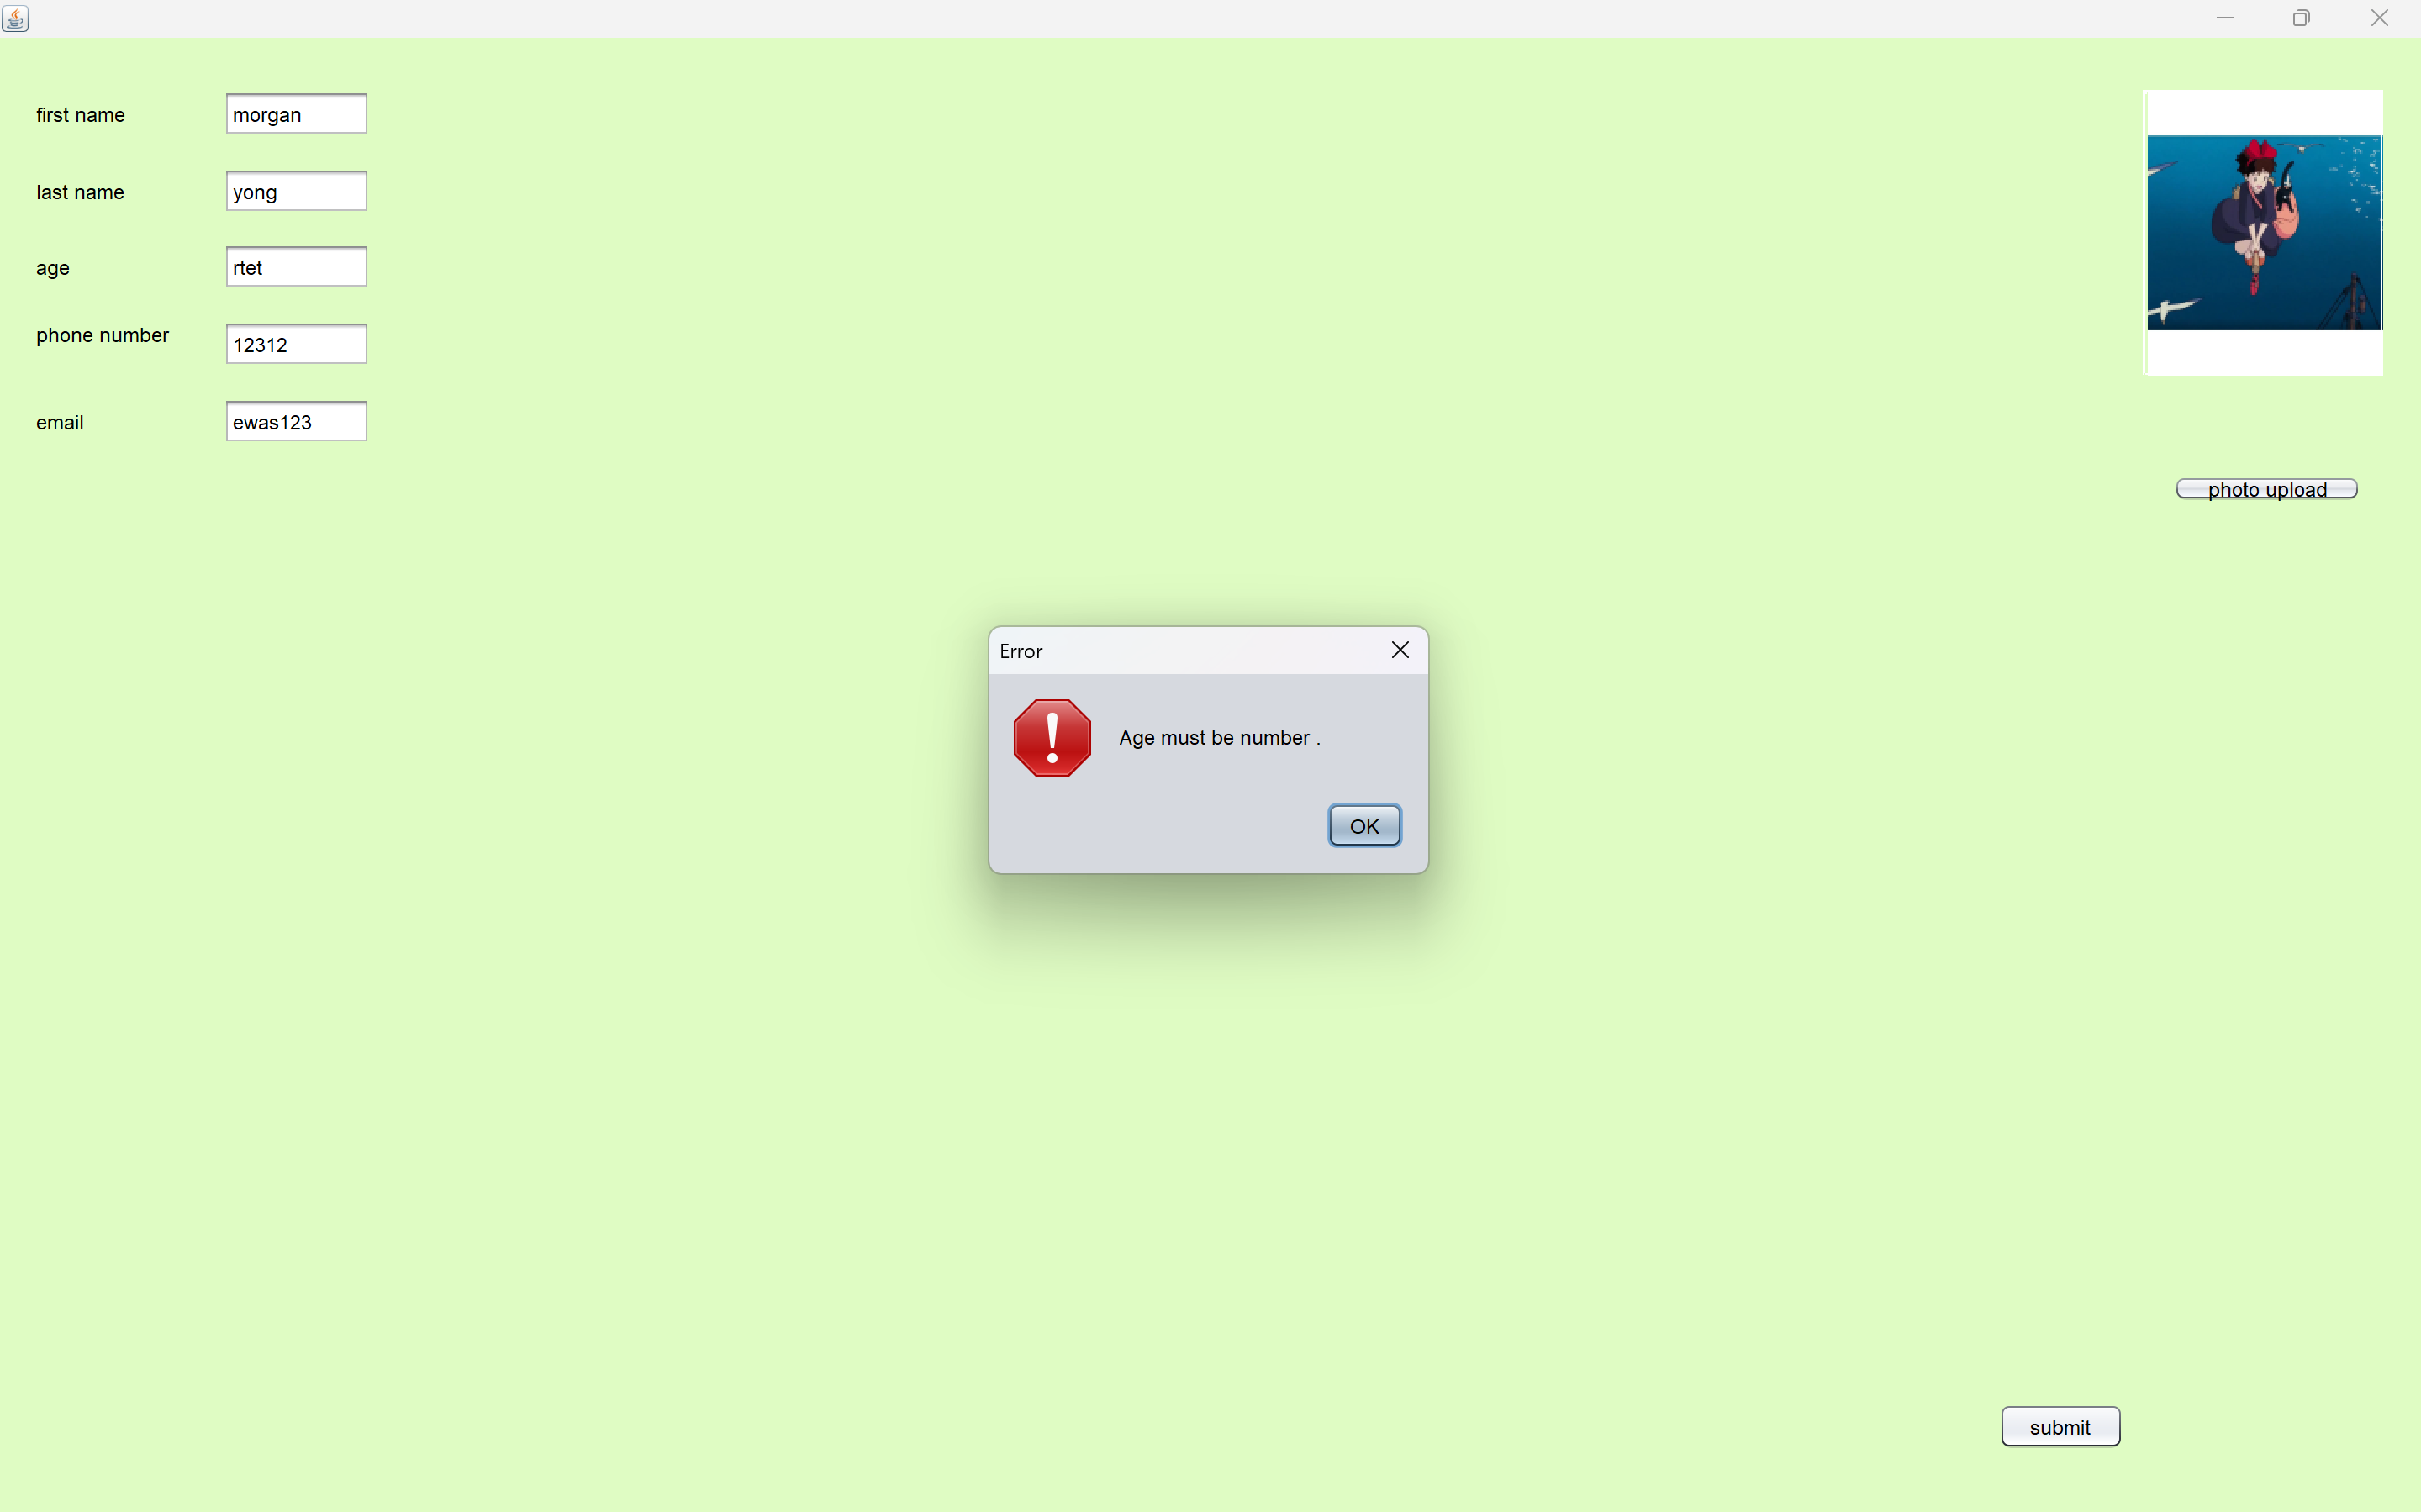 first name morgan
last name yong
age rtet
phone number 12312
email ewas123
photo upload
Error
Age must be number .
OK
submit